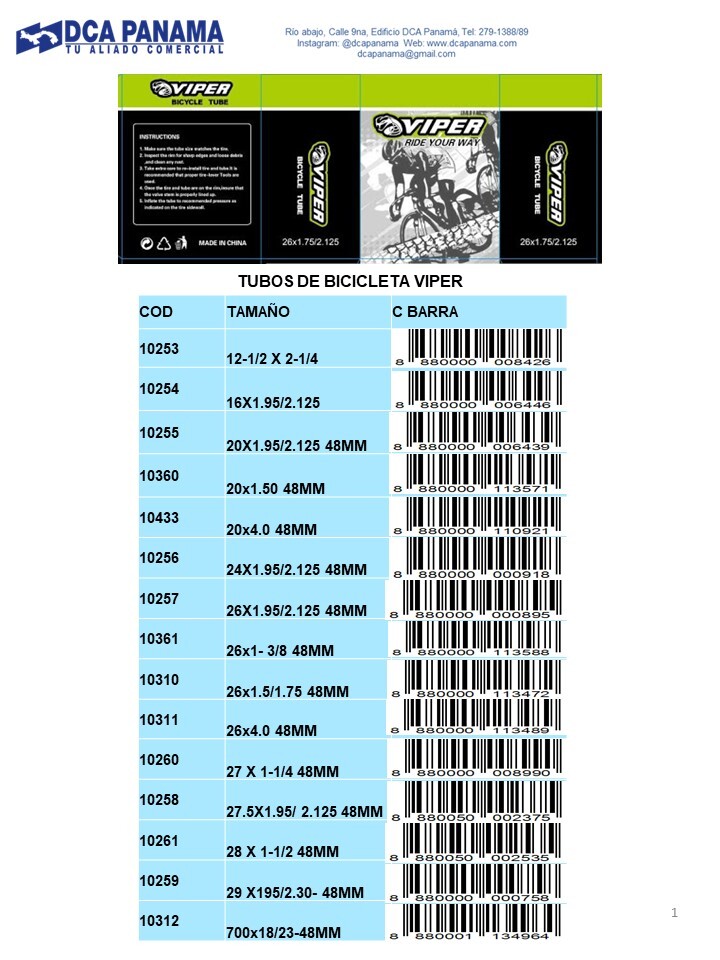 DCA PANAMA
TU ALIADO COMERCIAL
Río abajo, Calle 9na, Edificio DCA Panamá, Tel: 279-1388/89
Instagram: @dcapanama Web: www.dcapanama.com
dcapanama@gmail.com
VIPER
BICYCLE TUBE
INSTRUCTIONS
1. Make sure the tube size matches the tire.
2. Inspect the rim for sharp edges and loose debris
,and clean any rust.
3. Take extra care to re-install tire and tube It is
recommended that proper tire-lever Tools are
used.
4. Once the tire and tube are on the rim,ensure that
the valve stem is properly lined up.
5. Inflate the tube to recommended pressure as
indicated on the tire sidewall.
MADE IN CHINA
VIPER
BICYCLE TUBE
26x1.75/2.125
VIPER
RIDE YOUR WAY
VIPER
BICYCLE TUBE
26x1.75/2.125
TUBOS DE BICICLETA VIPER
COD TAMAÑO C BARRA
10253 12-1/2 X 2-1/4 8 880000 008426
10254 16X1.95/2.125 8 880000 006446
10255 20X1.95/2.125 48MM 8 880000 006439
10360 20x1.50 48MM 8 880000 113571
10433 20x4.0 48MM 8 880000 110921
10256 24X1.95/2.125 48MM 8 880000 000918
10257 26X1.95/2.125 48MM 8 880000 000895
10361 26x1- 3/8 48MM 8 880000 113588
10310 26x1.5/1.75 48MM 8 880000 113472
10311 26x4.0 48MM 8 880000 113489
10260 27 X 1-1/4 48MM 8 880000 008990
10258 27.5X1.95/ 2.125 48MM 8 880050 002375
10261 28 X 1-1/2 48MM 8 880050 002535
10259 29 X195/2.30- 48MM 8 880000 000758
10312 700x18/23-48MM 8 880001 134964
1